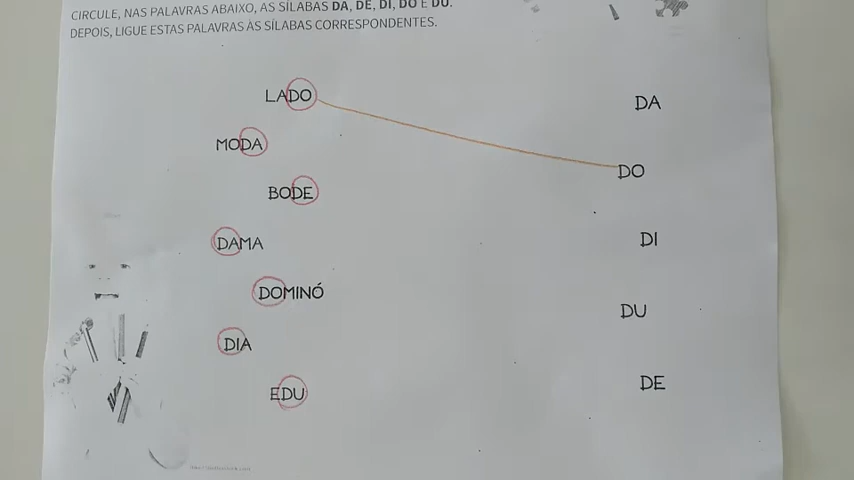 CIRCULE, NAS PALAVRAS ABAIXO, AS SÍLABAS DA, DE, DI, DO E DU.
DEPOIS, LIGUE ESTAS PALAVRAS ÀS SÍLABAS CORRESPONDENTES.
LADO
DA
MODA
DO
BODE
DAMA
DI
DOMINÓ
DU
DIA
EDU
DE